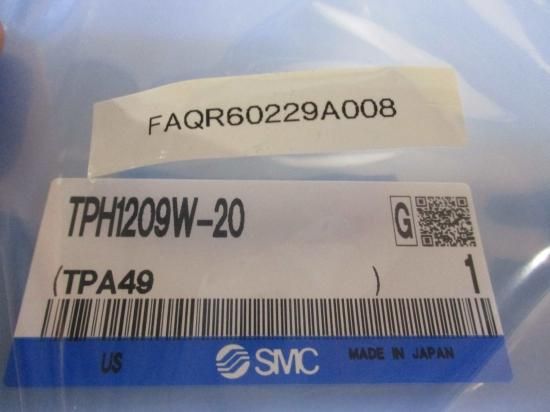 FAQR60229A008
TPH1209W-20
G
(TPA49 ) 1
US SMC MADE IN JAPAN